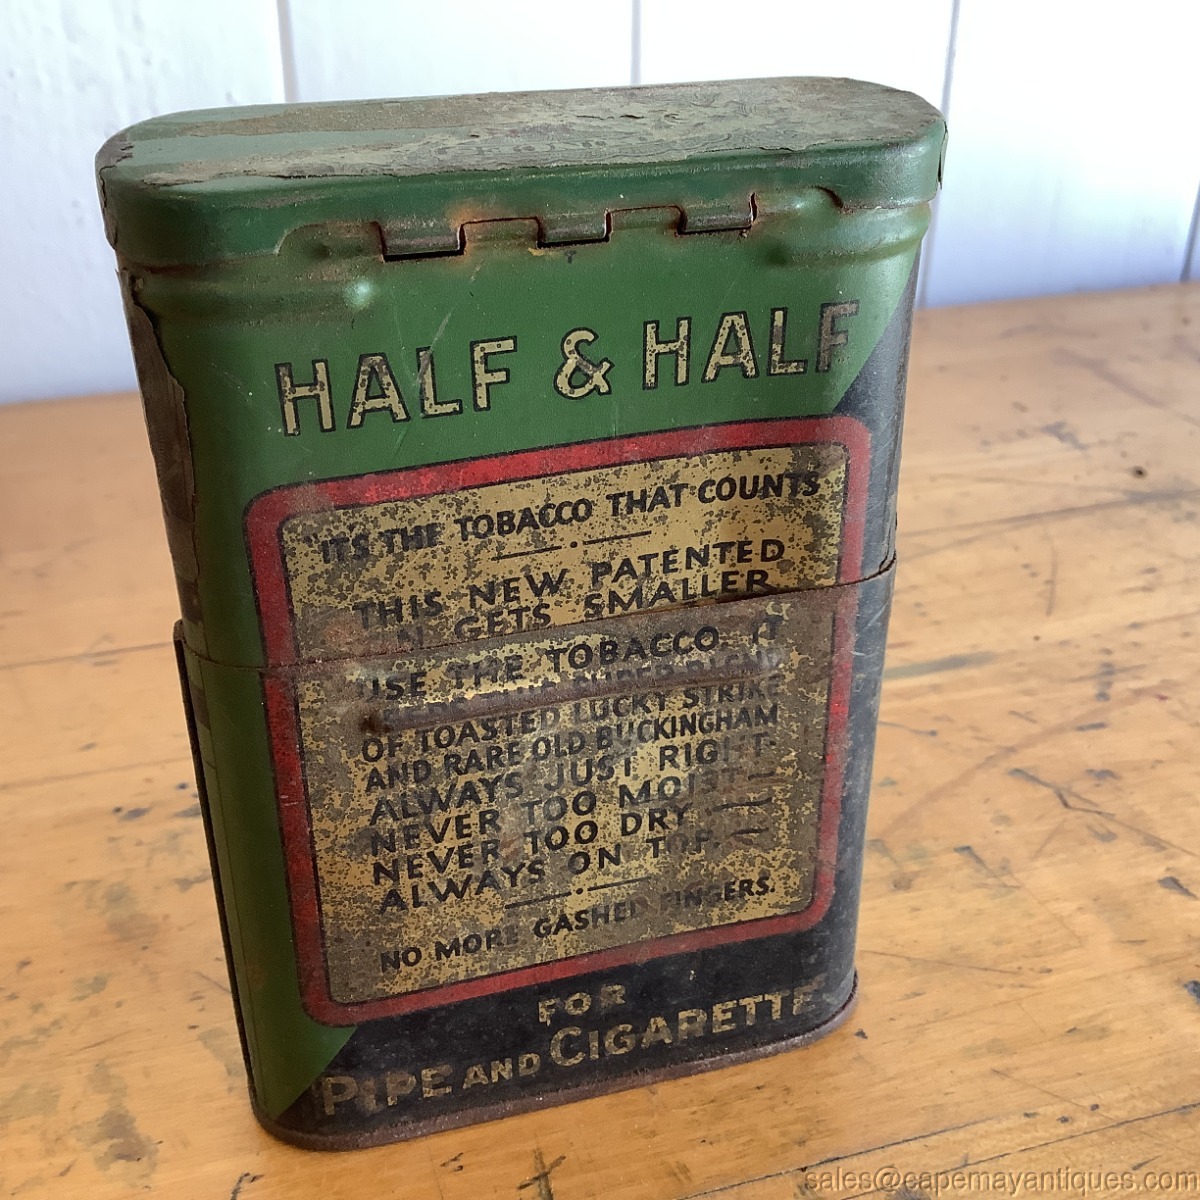 HALF & HALF
IT'S THE TOBACCO THAT COUNTS
THIS NEW PATENTED
GETS SMALLER
USE THE TOBACCO. IT
OF TOASTED LUCKY STRIKE
AND RARE OLD BUCKINGHAM
ALWAYS JUST RIGHT.
NEVER TOO MOIST
NEVER TOO DRY
ALWAYS ON TOP.
NO MORE GASHED FINGERS.
FOR
PIPE AND CIGARETTE
sales@capemayantiques.com